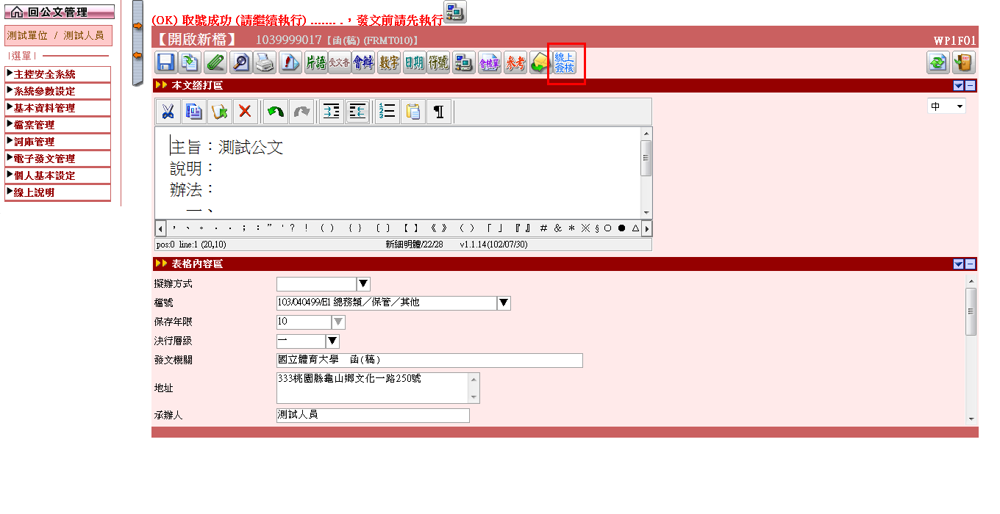 回公文管理
測試單位 / 測試人員
|選單|
主控安全系統
系統參數設定
基本資料管理
檔案管理
詞庫管理
電子發文管理
個人基本設定
線上說明
(OK) 取號成功 (請繼續執行) ....... .，發文前請先執行
【開啟新檔】 1039999017【函(稿) (FRMT010)】 WP1F01
片語 受文者 會辦 數字 日期 符號 會核單 參考 線上簽核
本文繕打區
中
主旨：測試公文
說明：
辦法：
一、
， 、 。 . · ； ： ” ' ? ! ( ) { } 〔 〕 【 】 《 》 〈 〉 「 」 『 』 # & * ※ § ○ ● △
pos:0 line:1 (20,10) 新細明體/22/28 v1.1.14(102/07/30)
表格內容區
擬辦方式
檔號 103/040499/E1 總務類／保管／其他
保存年限 10
決行層級 一
發文機關 國立體育大學　函(稿)
地址 333桃園縣龜山鄉文化一路250號
承辦人 測試人員